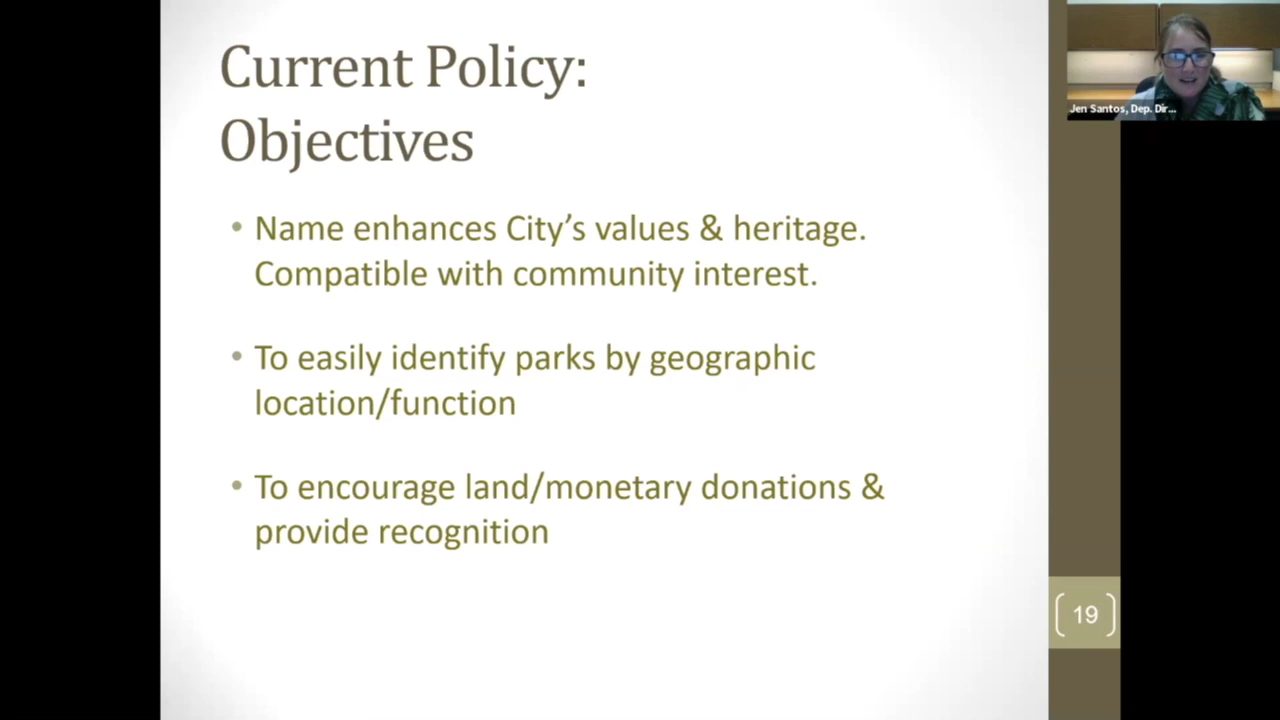 Current Policy:
Objectives
• Name enhances City’s values & heritage.
Compatible with community interest.
• To easily identify parks by geographic
location/function
• To encourage land/monetary donations &
provide recognition
19
Jen Santos, Dep. Dir...